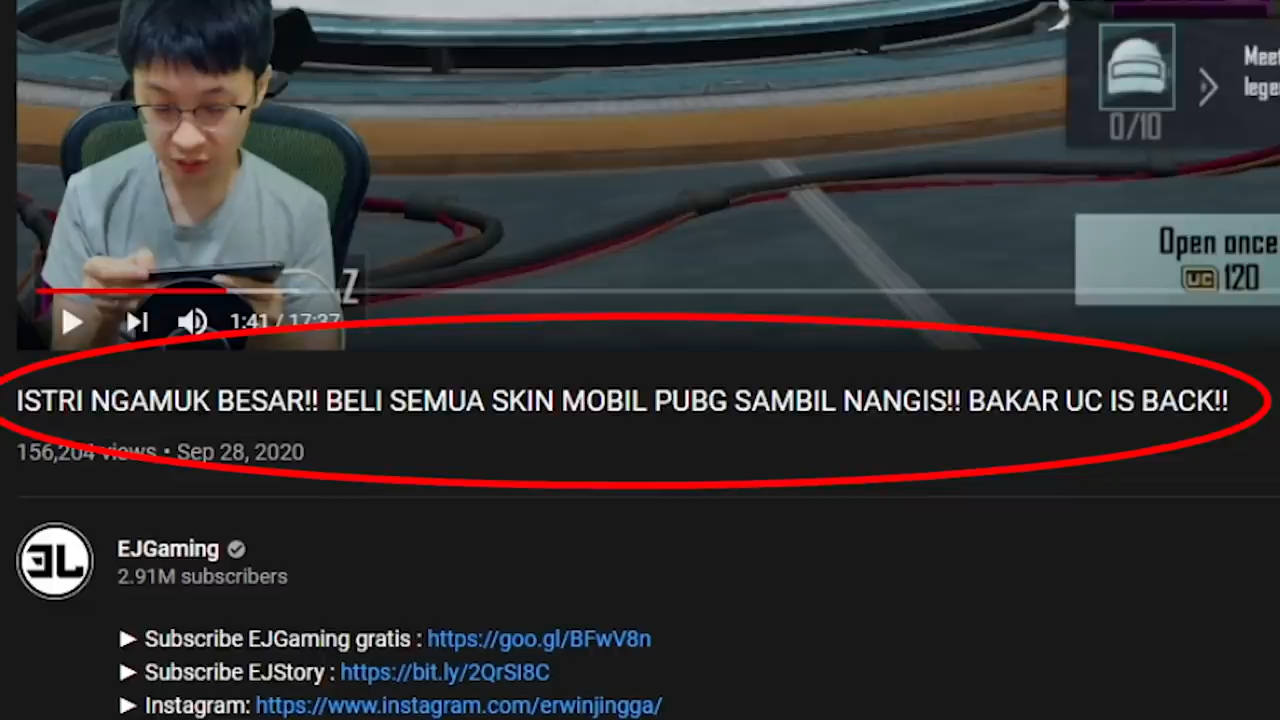 Meet
lege
0/10
Open once
UC 120
Z
1:41 / 17:37
ISTRI NGAMUK BESAR!! BELI SEMUA SKIN MOBIL PUBG SAMBIL NANGIS!! BAKAR UC IS BACK!!
156,204 views • Sep 28, 2020
EJ
EJGaming
2.91M subscribers
► Subscribe EJGaming gratis : https://goo.gl/BFwV8n
► Subscribe EJStory : https://bit.ly/2QrSI8C
► Instagram: https://www.instagram.com/erwinjingga/